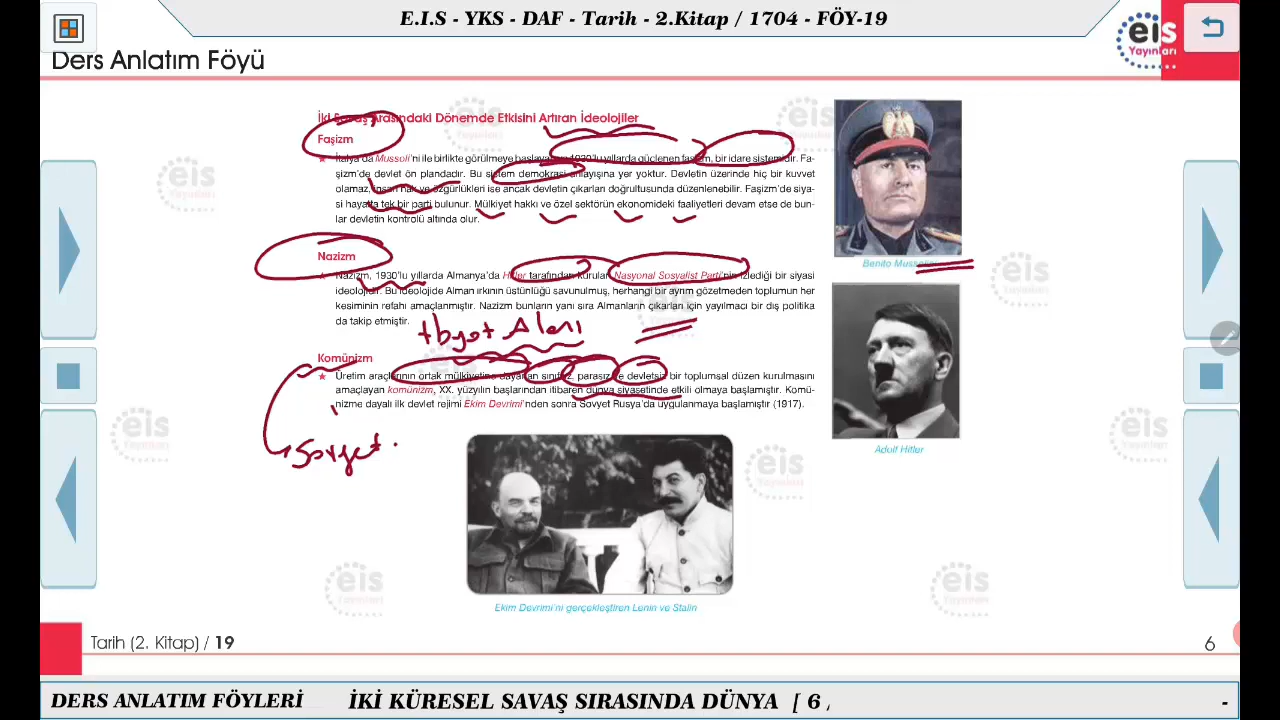 E.I.S - YKS - DAF - Tarih - 2.Kitap / 1704 - FÖY-19
eis
Yayınları
Ders Anlatım Föyü
İki Savaş Arasındaki Dönemde Etkisini Artıran İdeolojiler
Faşizm
★ İtalya'da Mussoli'ni ile birlikte görülmeye başlayan 1930'lu yıllarda güçlenen faşizm, bir idare sistemidir. Fa-
şizm'de devlet ön plandadır. Bu sistem demokrasi anlayışına yer yoktur. Devletin üzerinde hiç bir kuvvet
olamaz, insan hak ve özgürlükleri ise ancak devletin çıkarları doğrultusunda düzenlenebilir. Faşizm'de siya-
si hayatta tek bir parti bulunur. Mülkiyet hakkı ve özel sektörün ekonomideki faaliyetleri devam etse de bun-
lar devletin kontrolü altında olur.
Benito Mussolini
Nazizm
★ Nazizm, 1930'lu yıllarda Almanya'da Hitler tarafından kurulan Nasyonal Sosyalist Parti'nin izlediği bir siyasi
ideolojidir. Bu ideolojide Alman ırkının üstünlüğü savunulmuş, herhangi bir ayrım gözetmeden toplumun her
kesiminin refahı amaçlanmıştır. Nazizm bunların yanı sıra Almanların çıkarları için yayılmacı bir dış politika
da takip etmiştir.
Komünizm
★ Üretim araçlarının ortak mülkiyetine dayanan sınıfsız, parasız ve devletsiz bir toplumsal düzen kurulmasını
amaçlayan komünizm, XX. yüzyılın başlarından itibaren dünya siyasetinde etkili olmaya başlamıştır. Komü-
nizme dayalı ilk devlet rejimi Ekim Devrimi'nden sonra Sovyet Rusya'da uygulanmaya başlamıştır (1917).
Sovyet.
Adolf Hitler
Ekim Devrimi'ni gerçekleştiren Lenin ve Stalin
Tarih (2. Kitap) / 19
6
DERS ANLATIM FÖYLERİ İKİ KÜRESEL SAVAŞ SIRASINDA DÜNYA [ 6 / -